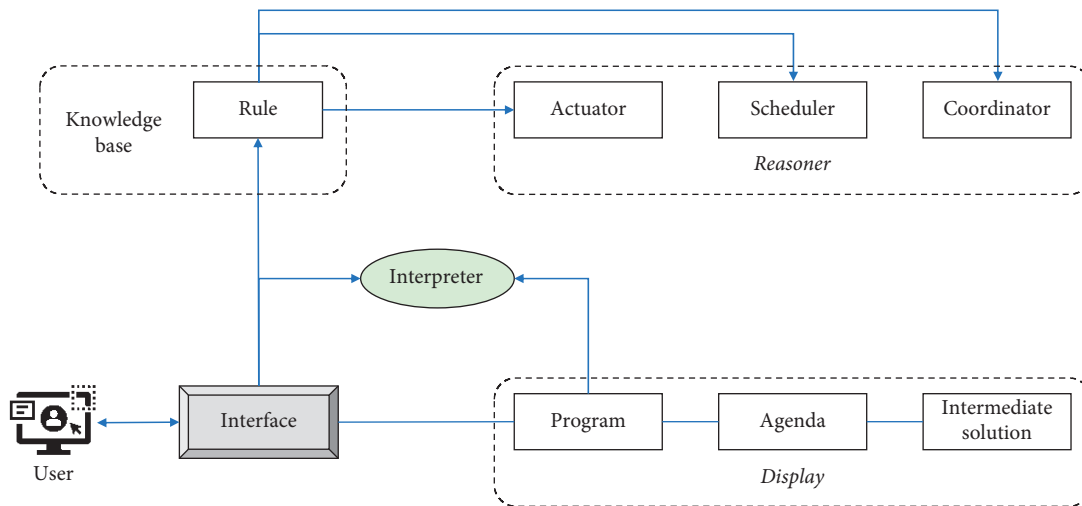 Knowledge
base
Rule
Actuator
Scheduler
Coordinator
Reasoner
Interpreter
User
Interface
Program
Agenda
Intermediate
solution
Display